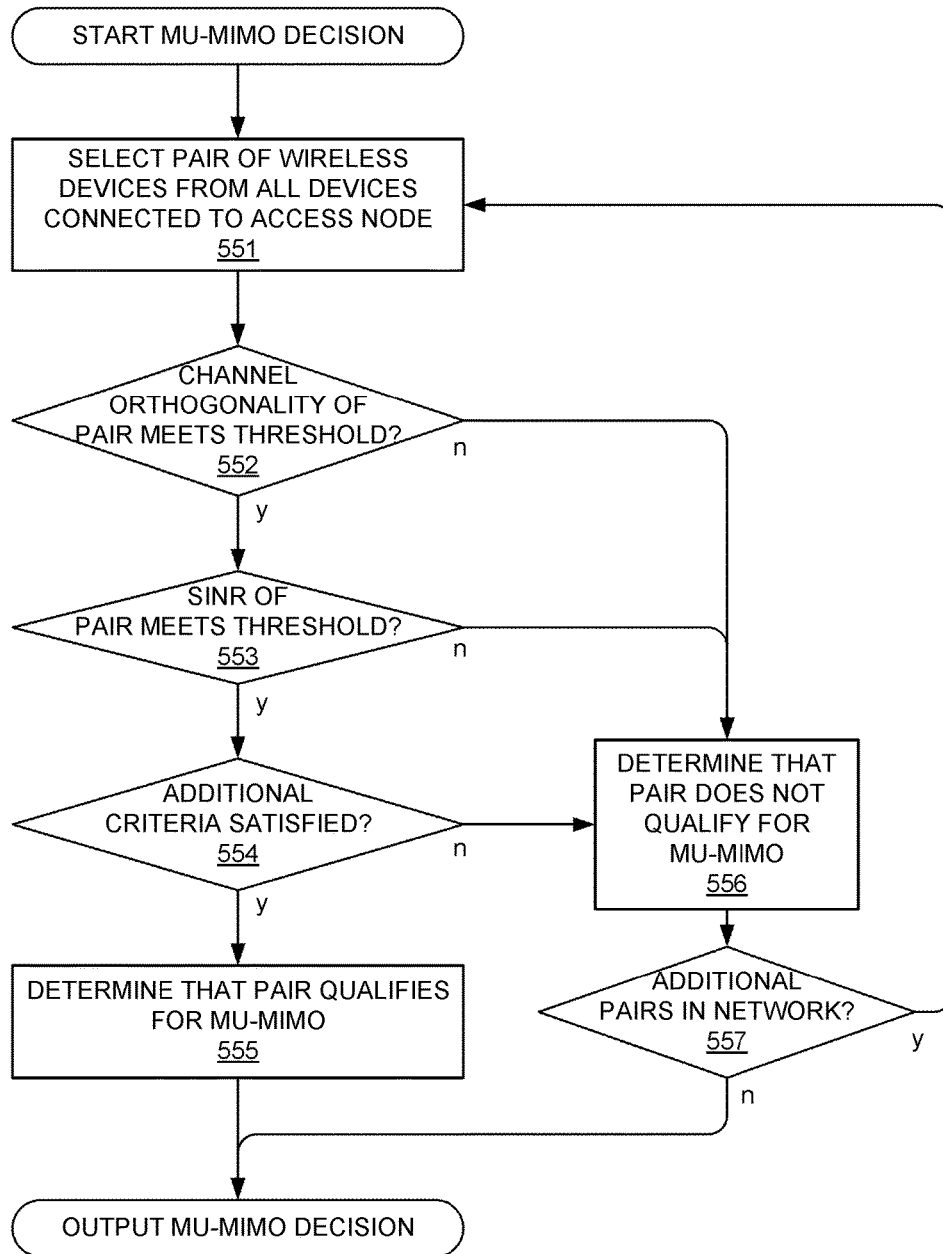 START MU-MIMO DECISION
SELECT PAIR OF WIRELESS
DEVICES FROM ALL DEVICES
CONNECTED TO ACCESS NODE
551
CHANNEL
ORTHOGONALITY OF
PAIR MEETS THRESHOLD?
552
n
y
SINR OF
PAIR MEETS THRESHOLD?
553
n
y
ADDITIONAL
CRITERIA SATISFIED?
554
n
y
DETERMINE THAT
PAIR DOES NOT
QUALIFY FOR
MU-MIMO
556
DETERMINE THAT PAIR QUALIFIES
FOR MU-MIMO
555
ADDITIONAL
PAIRS IN NETWORK?
557
y
n
OUTPUT MU-MIMO DECISION